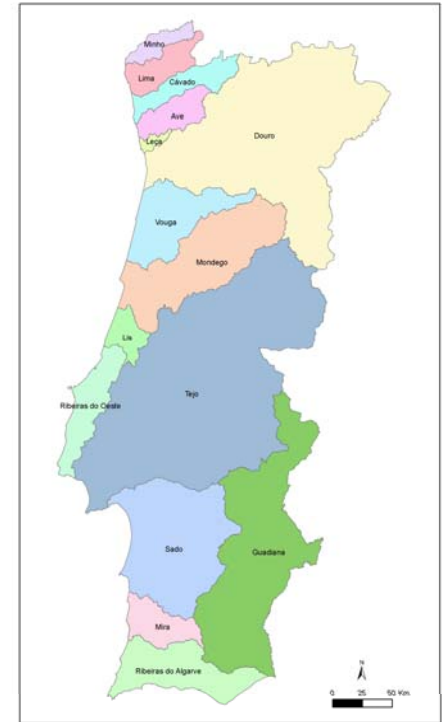 Minho
Lima
Cávado
Ave
Leça
Douro
Vouga
Mondego
Lis
Tejo
Ribeiras do Oeste
Sado
Guadiana
Mira
Ribeiras do Algarve
N
0 25 50 Km